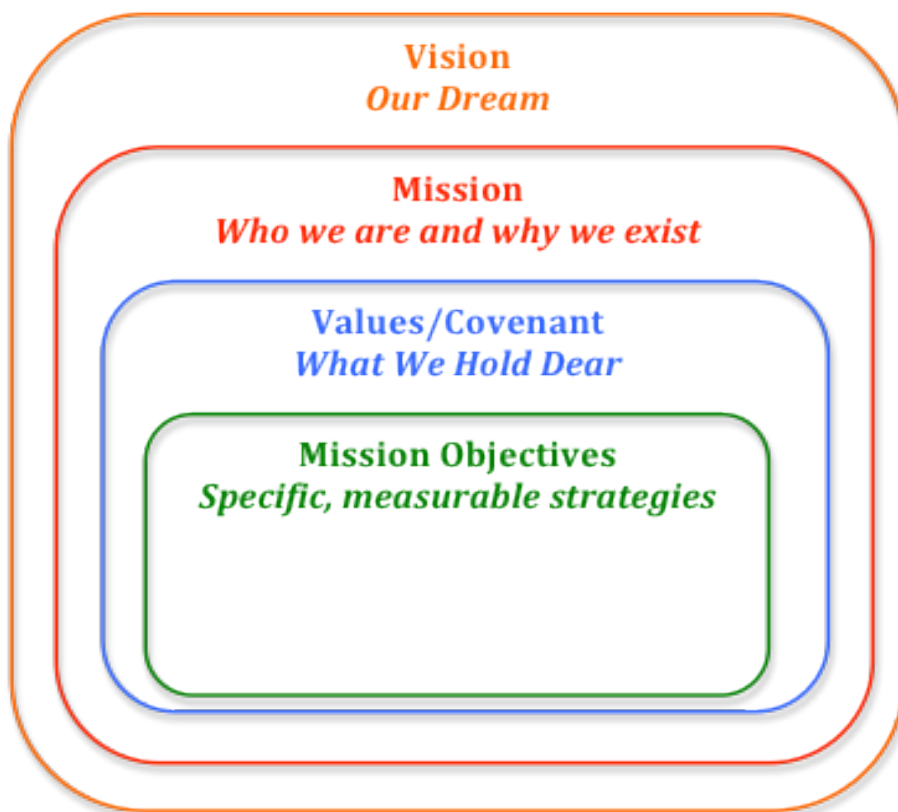 Vision
Our Dream
Mission
Who we are and why we exist
Values/Covenant
What We Hold Dear
Mission Objectives
Specific, measurable strategies